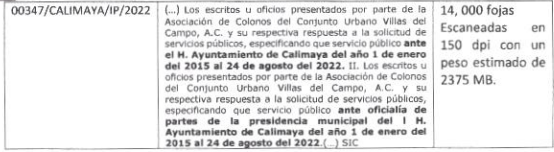 00347/CALIMAYA/IP/2022
(...) Los escritos u oficios presentados por parte de la
Asociación de Colonos del Conjunto Urbano Villas del
Campo, A.C. y su respectiva respuesta a la solicitud de
servicios públicos, especificando que servicio público ante
el H. Ayuntamiento de Calimaya del año 1 de enero
del 2015 al 24 de agosto del 2022. II. Los escritos u
oficios presentados por parte de la Asociación de Colonos
del Conjunto Urbano Villas del Campo, A.C. y su
respectiva respuesta a la solicitud de servicios públicos,
especificando que servicio público ante oficialía de
partes de la presidencia municipal del l H.
Ayuntamiento de Calimaya del año 1 de enero del
2015 al 24 de agosto del 2022.(...) SIC
14, 000 fojas
Escaneadas en
150 dpi con un
peso estimado de
2375 MB.